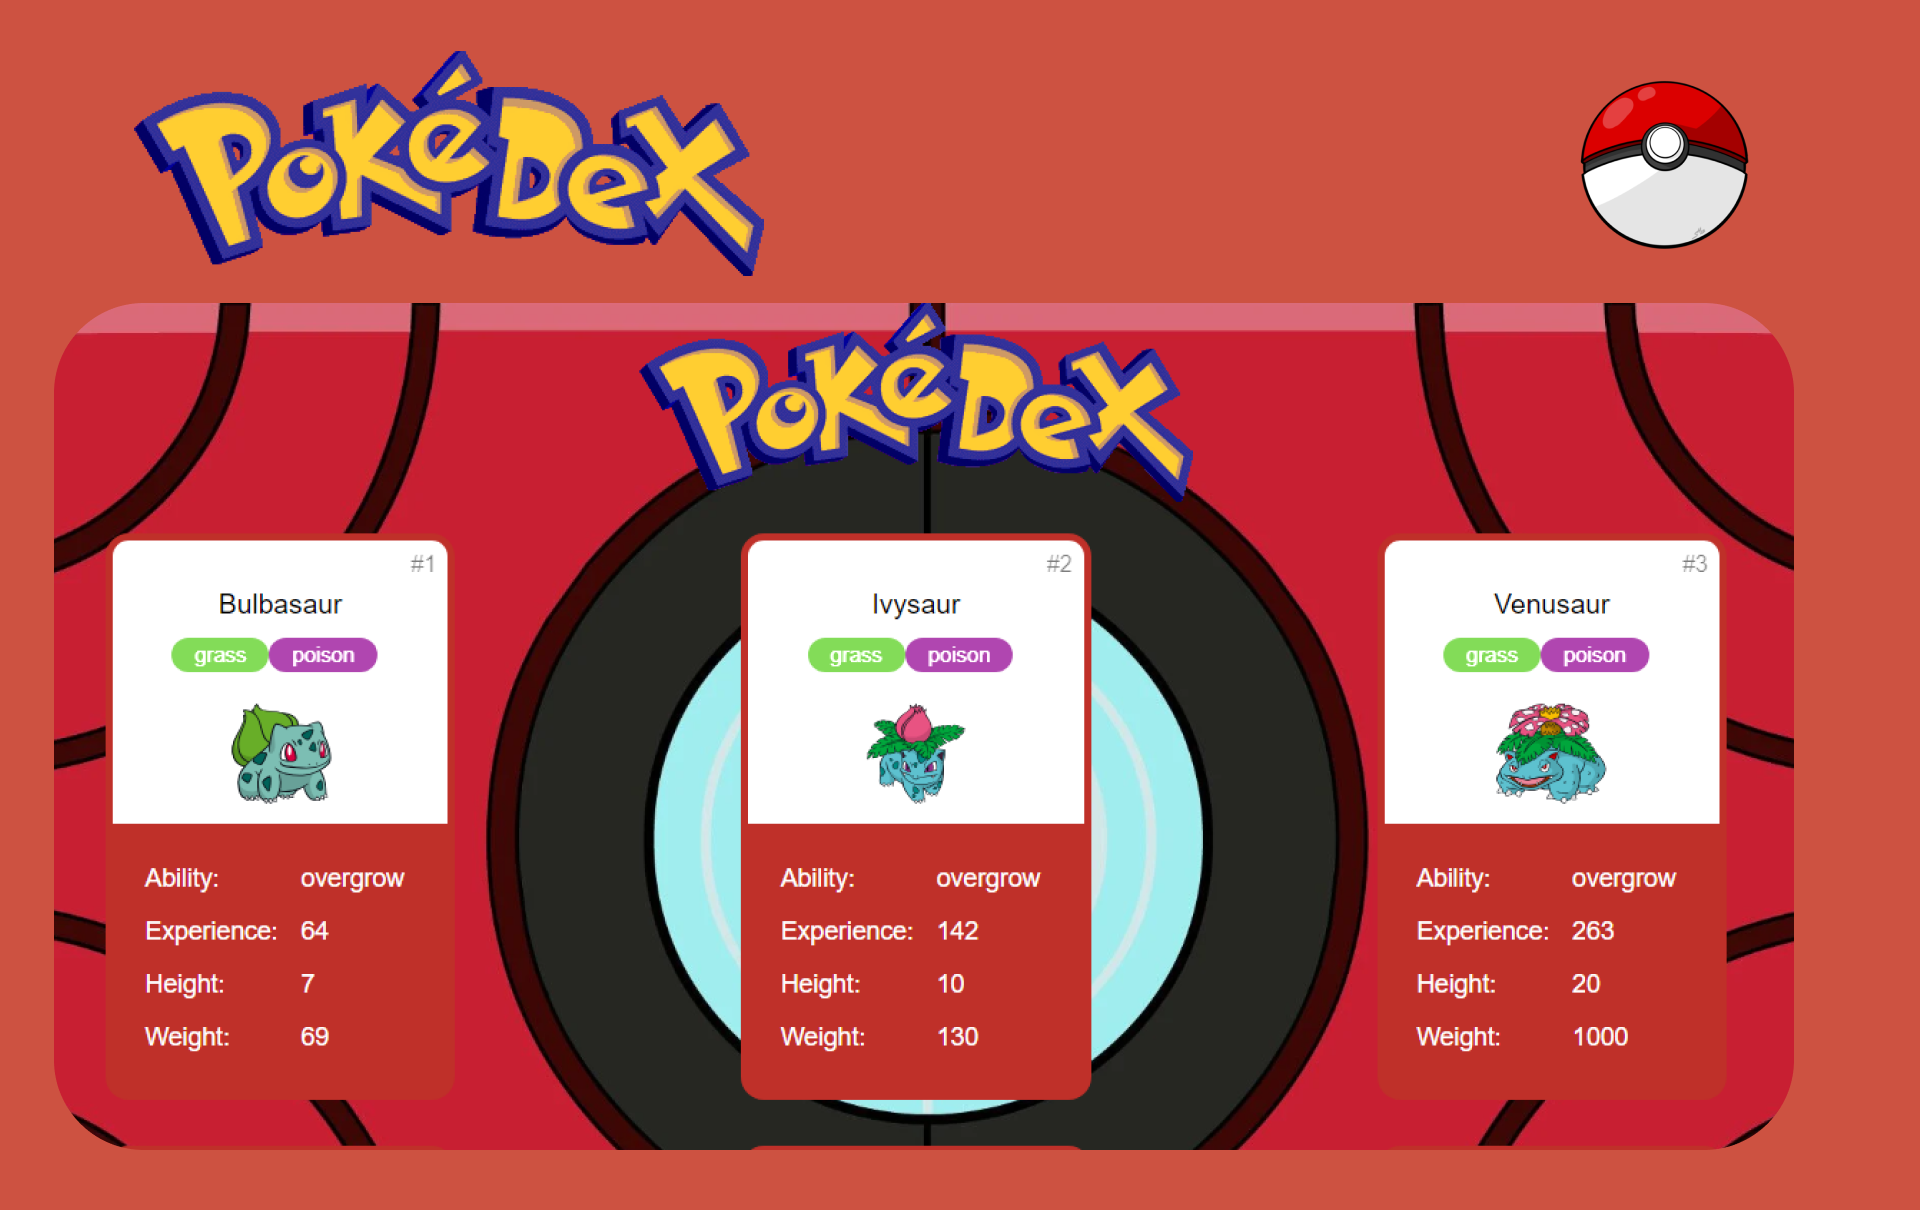 PoKéDex
PoKéDex
#1
Bulbasaur
grass poison
Ability: overgrow
Experience: 64
Height: 7
Weight: 69
#2
Ivysaur
grass poison
Ability: overgrow
Experience: 142
Height: 10
Weight: 130
#3
Venusaur
grass poison
Ability: overgrow
Experience: 263
Height: 20
Weight: 1000